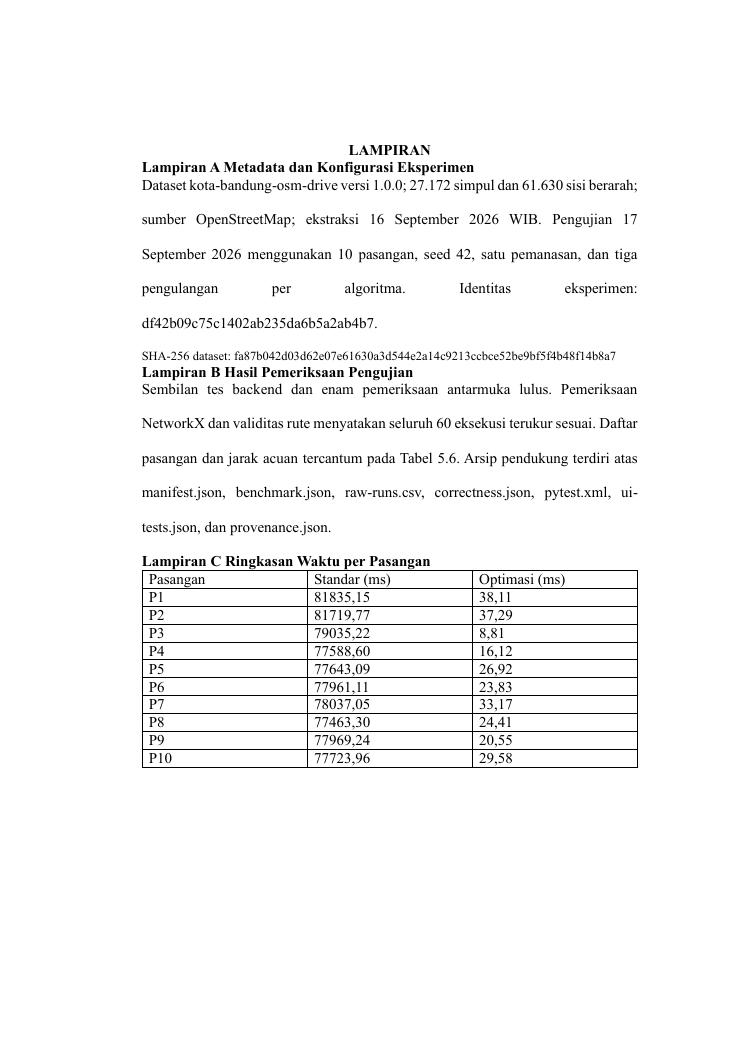 LAMPIRAN
Lampiran A Metadata dan Konfigurasi Eksperimen
Dataset kota-bandung-osm-drive versi 1.0.0; 27.172 simpul dan 61.630 sisi berarah;
sumber OpenStreetMap; ekstraksi 16 September 2026 WIB. Pengujian 17
September 2026 menggunakan 10 pasangan, seed 42, satu pemanasan, dan tiga
pengulangan per algoritma. Identitas eksperimen:
df42b09c75c1402ab235da6b5a2ab4b7.
SHA-256 dataset: fa87b042d03d62e07e61630a3d544e2a14c9213ccbce52be9bf5f4b48f14b8a7
Lampiran B Hasil Pemeriksaan Pengujian
Sembilan tes backend dan enam pemeriksaan antarmuka lulus. Pemeriksaan
NetworkX dan validitas rute menyatakan seluruh 60 eksekusi terukur sesuai. Daftar
pasangan dan jarak acuan tercantum pada Tabel 5.6. Arsip pendukung terdiri atas
manifest.json, benchmark.json, raw-runs.csv, correctness.json, pytest.xml, ui-
tests.json, dan provenance.json.
Lampiran C Ringkasan Waktu per Pasangan
Pasangan Standar (ms) Optimasi (ms)
P1 81835,15 38,11
P2 81719,77 37,29
P3 79035,22 8,81
P4 77588,60 16,12
P5 77643,09 26,92
P6 77961,11 23,83
P7 78037,05 33,17
P8 77463,30 24,41
P9 77969,24 20,55
P10 77723,96 29,58